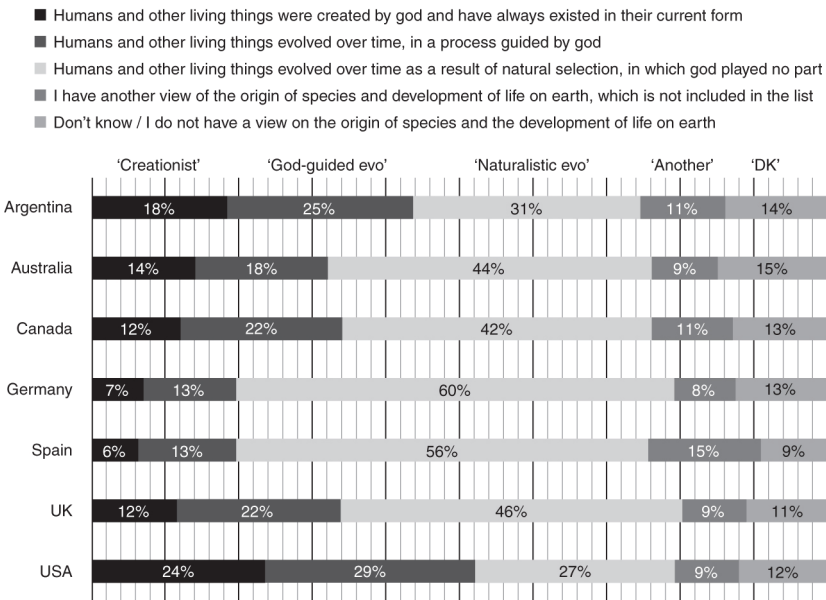 Humans and other living things were created by god and have always existed in their current form
Humans and other living things evolved over time, in a process guided by god
Humans and other living things evolved over time as a result of natural selection, in which god played no part
I have another view of the origin of species and development of life on earth, which is not included in the list
Don't know / I do not have a view on the origin of species and the development of life on earth
‘Creationist’ ‘God-guided evo’ ‘Naturalistic evo’ ‘Another’ ‘DK’
Argentina 18% 25% 31% 11% 14%
Australia 14% 18% 44% 9% 15%
Canada 12% 22% 42% 11% 13%
Germany 7% 13% 60% 8% 13%
Spain 6% 13% 56% 15% 9%
UK 12% 22% 46% 9% 11%
USA 24% 29% 27% 9% 12%